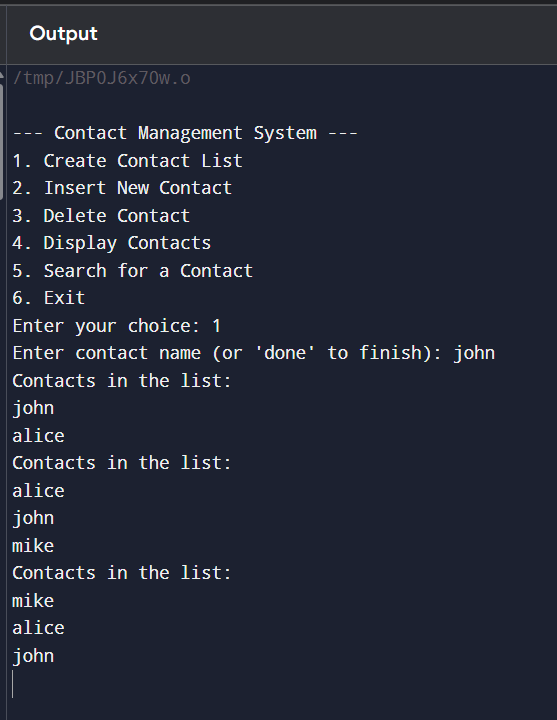 Output
/tmp/JBP0J6x70w.o
--- Contact Management System ---
1. Create Contact List
2. Insert New Contact
3. Delete Contact
4. Display Contacts
5. Search for a Contact
6. Exit
Enter your choice: 1
Enter contact name (or 'done' to finish): john
Contacts in the list:
john
alice
Contacts in the list:
alice
john
mike
Contacts in the list:
mike
alice
john